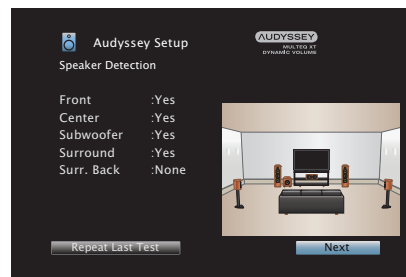 Audyssey Setup
AUDYSSEY
MULTEQ XT
DYNAMIC VOLUME
Speaker Detection
Front :Yes
Center :Yes
Subwoofer :Yes
Surround :Yes
Surr. Back :None
Repeat Last Test
Next